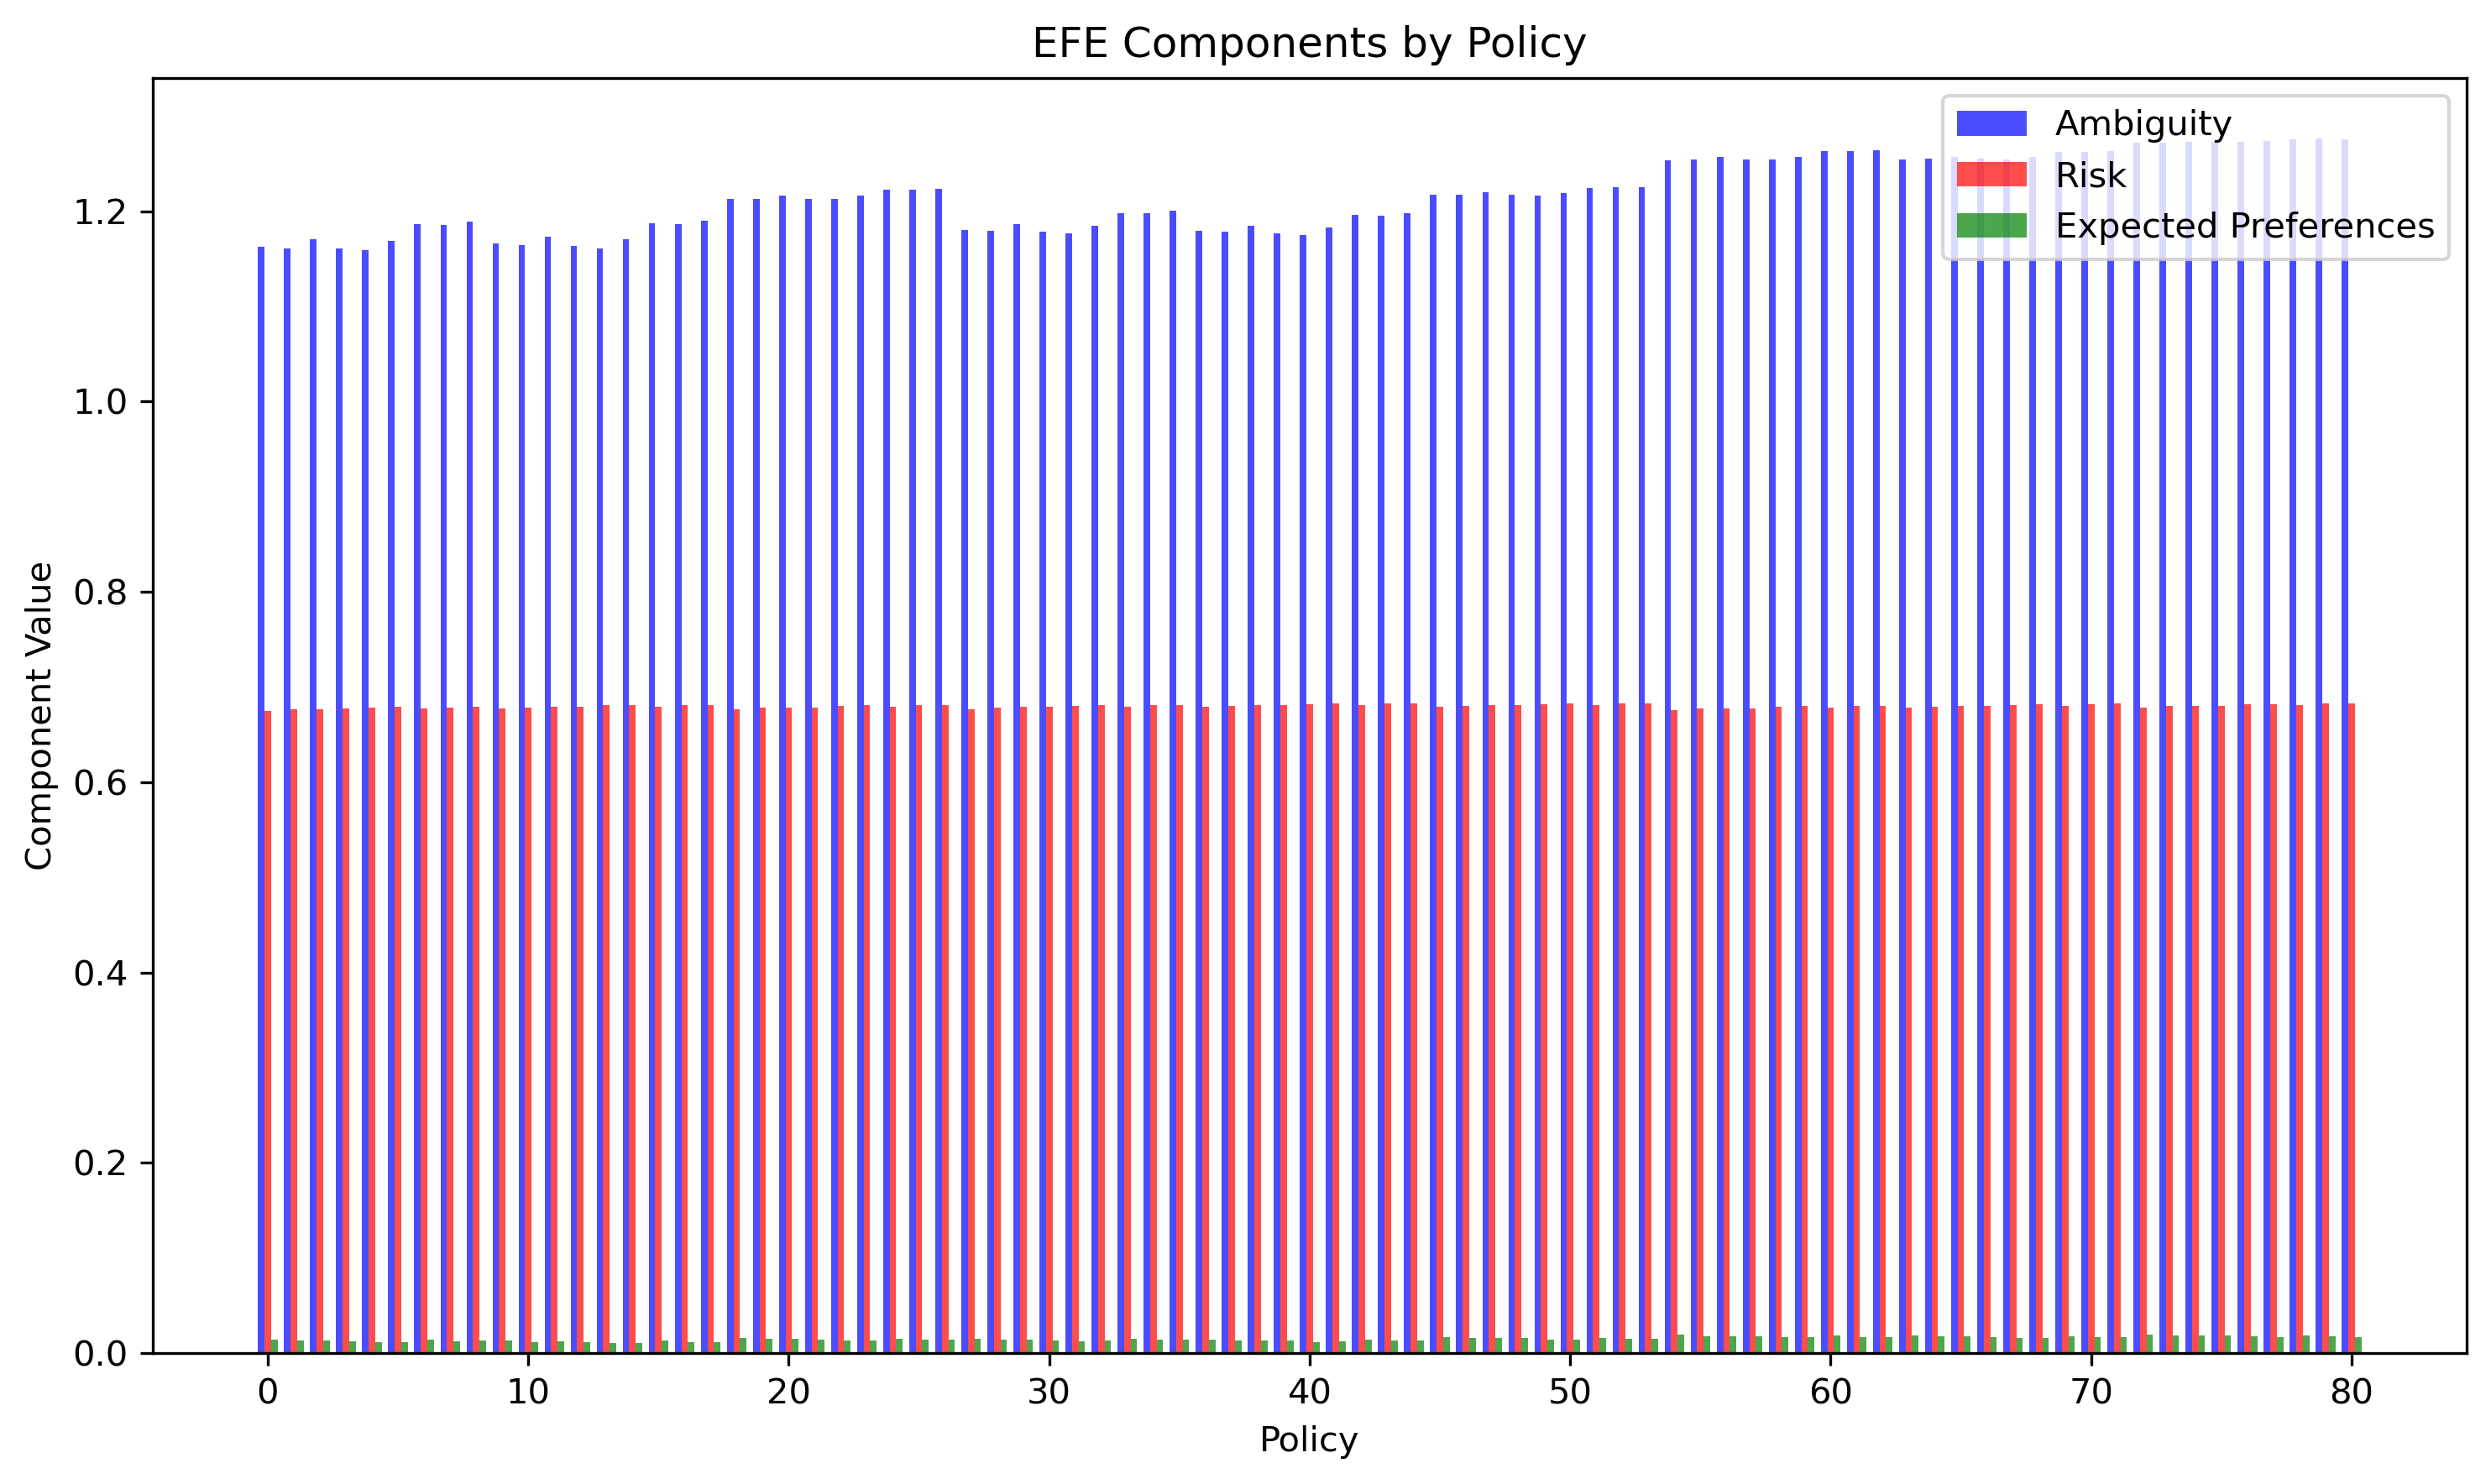 EFE Components by Policy
Ambiguity
Risk
Expected Preferences
Component Value
1.2
1.0
0.8
0.6
0.4
0.2
0.0
0 10 20 30 40 50 60 70 80
Policy